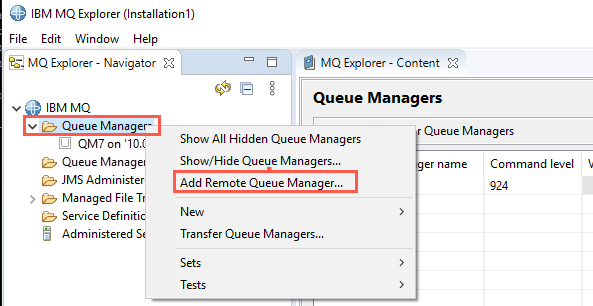 IBM MQ Explorer (Installation1)
File Edit Window Help
MQ Explorer - Navigator
MQ Explorer - Content
IBM MQ
Queue Managers
QM7 on '10.0
Queue Manager
JMS Administere
Managed File Tr
Service Definition
Administered Se
Show All Hidden Queue Managers
Show/Hide Queue Managers...
Add Remote Queue Manager...
New
Transfer Queue Managers...
Sets
Tests
Queue Managers
r Queue Managers
ager name Command level
924